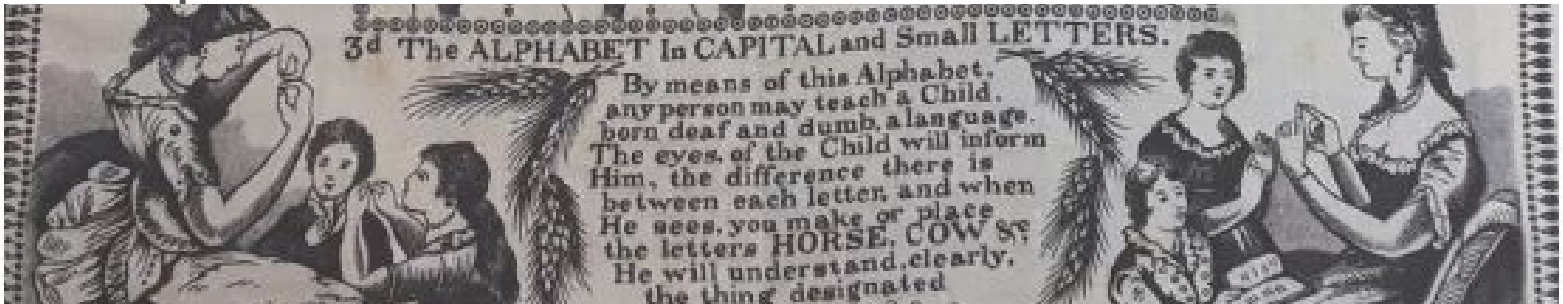 3d The ALPHABET In CAPITAL and Small LETTERS.
By means of this Alphabet.
any person may teach a Child.
born deaf and dumb. a language.
The eyes. of the Child will inform
Him, the difference there is
between each letter, and when
He sees. you make or place
the letters HORSE. COW &c
He will understand. clearly.
the thing designated